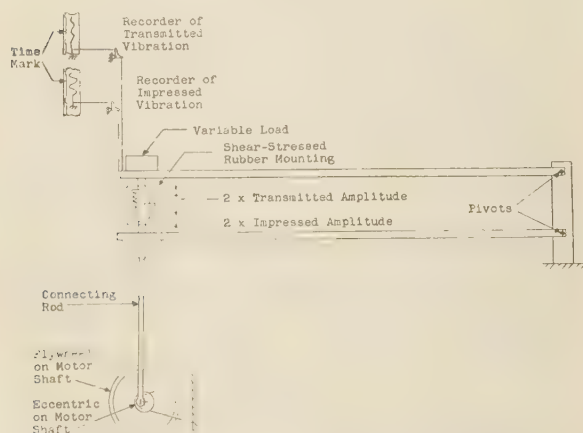 Recorder of
Transmitted
Vibration
Time
Mark
Recorder of
Impressed
Vibration
Variable Load
Shear-Stressed
Rubber Mounting
2 x Transmitted Amplitude
2 x Impressed Amplitude
Pivots
Connecting
Rod
Flywheel
on Motor
Shaft
Eccentric
on Motor
Shaft